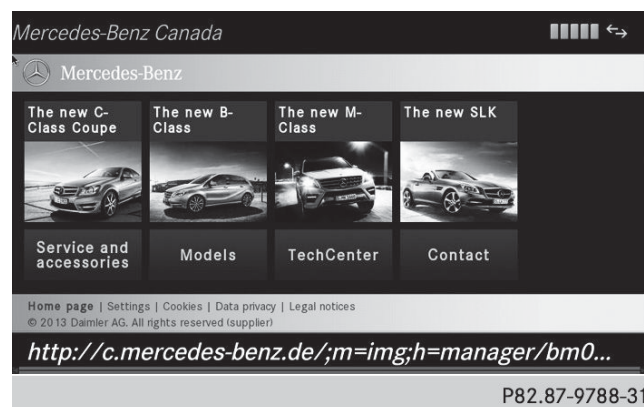 Mercedes-Benz Canada
Mercedes-Benz
The new C-
Class Coupe
The new B-
Class
The new M-
Class
The new SLK
Service and
accessories
Models
TechCenter
Contact
Home page | Settings | Cookies | Data privacy | Legal notices
© 2013 Daimler AG. All rights reserved (supplier)
http://c.mercedes-benz.de/;m=img;h=manager/bm0...
P82.87-9788-31